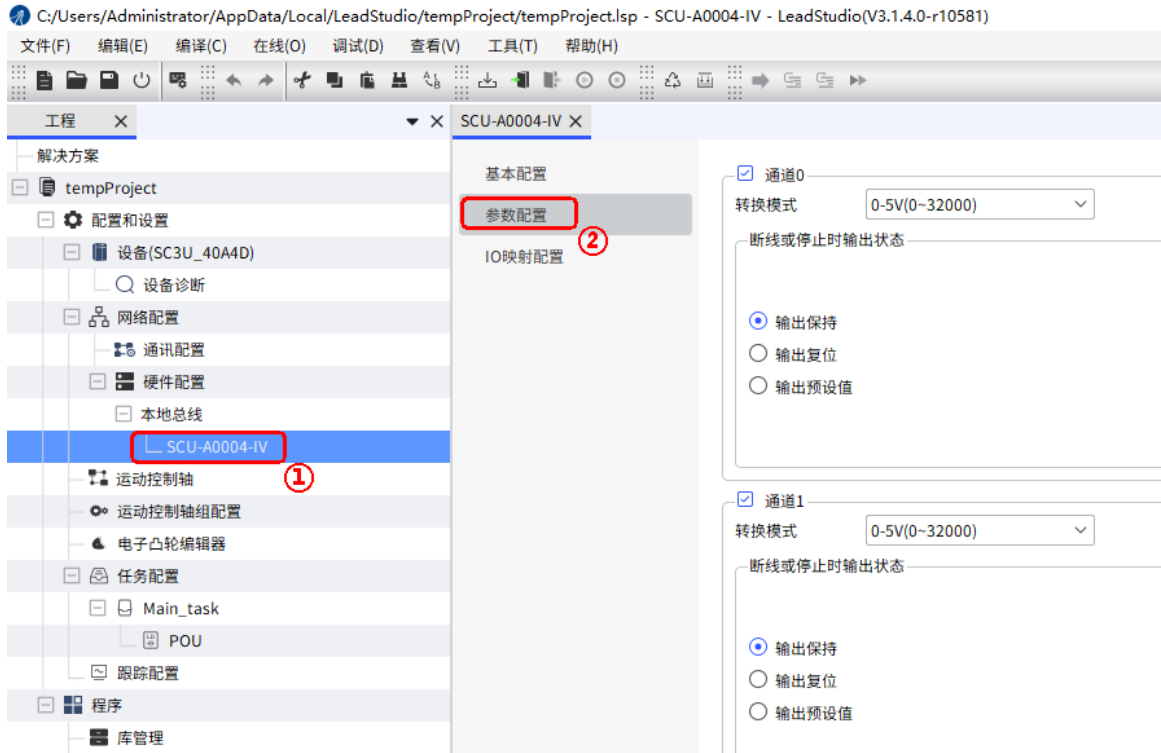 C:/Users/Administrator/AppData/Local/LeadStudio/tempProject/tempProject.lsp - SCU-A0004-IV - LeadStudio(V3.1.4.0-r10581)
文件(F) 编辑(E) 编译(C) 在线(O) 调试(D) 查看(V) 工具(T) 帮助(H)
工程
SCU-A0004-IV
解决方案
tempProject
配置和设置
设备(SC3U_40A4D)
设备诊断
网络配置
通讯配置
硬件配置
本地总线
SCU-A0004-IV
①
运动控制轴
运动控制轴组配置
电子凸轮编辑器
任务配置
Main_task
POU
跟踪配置
程序
库管理
基本配置
参数配置
②
IO映射配置
通道0
转换模式 0-5V(0~32000)
断线或停止时输出状态
输出保持
输出复位
输出预设值
通道1
转换模式 0-5V(0~32000)
断线或停止时输出状态
输出保持
输出复位
输出预设值